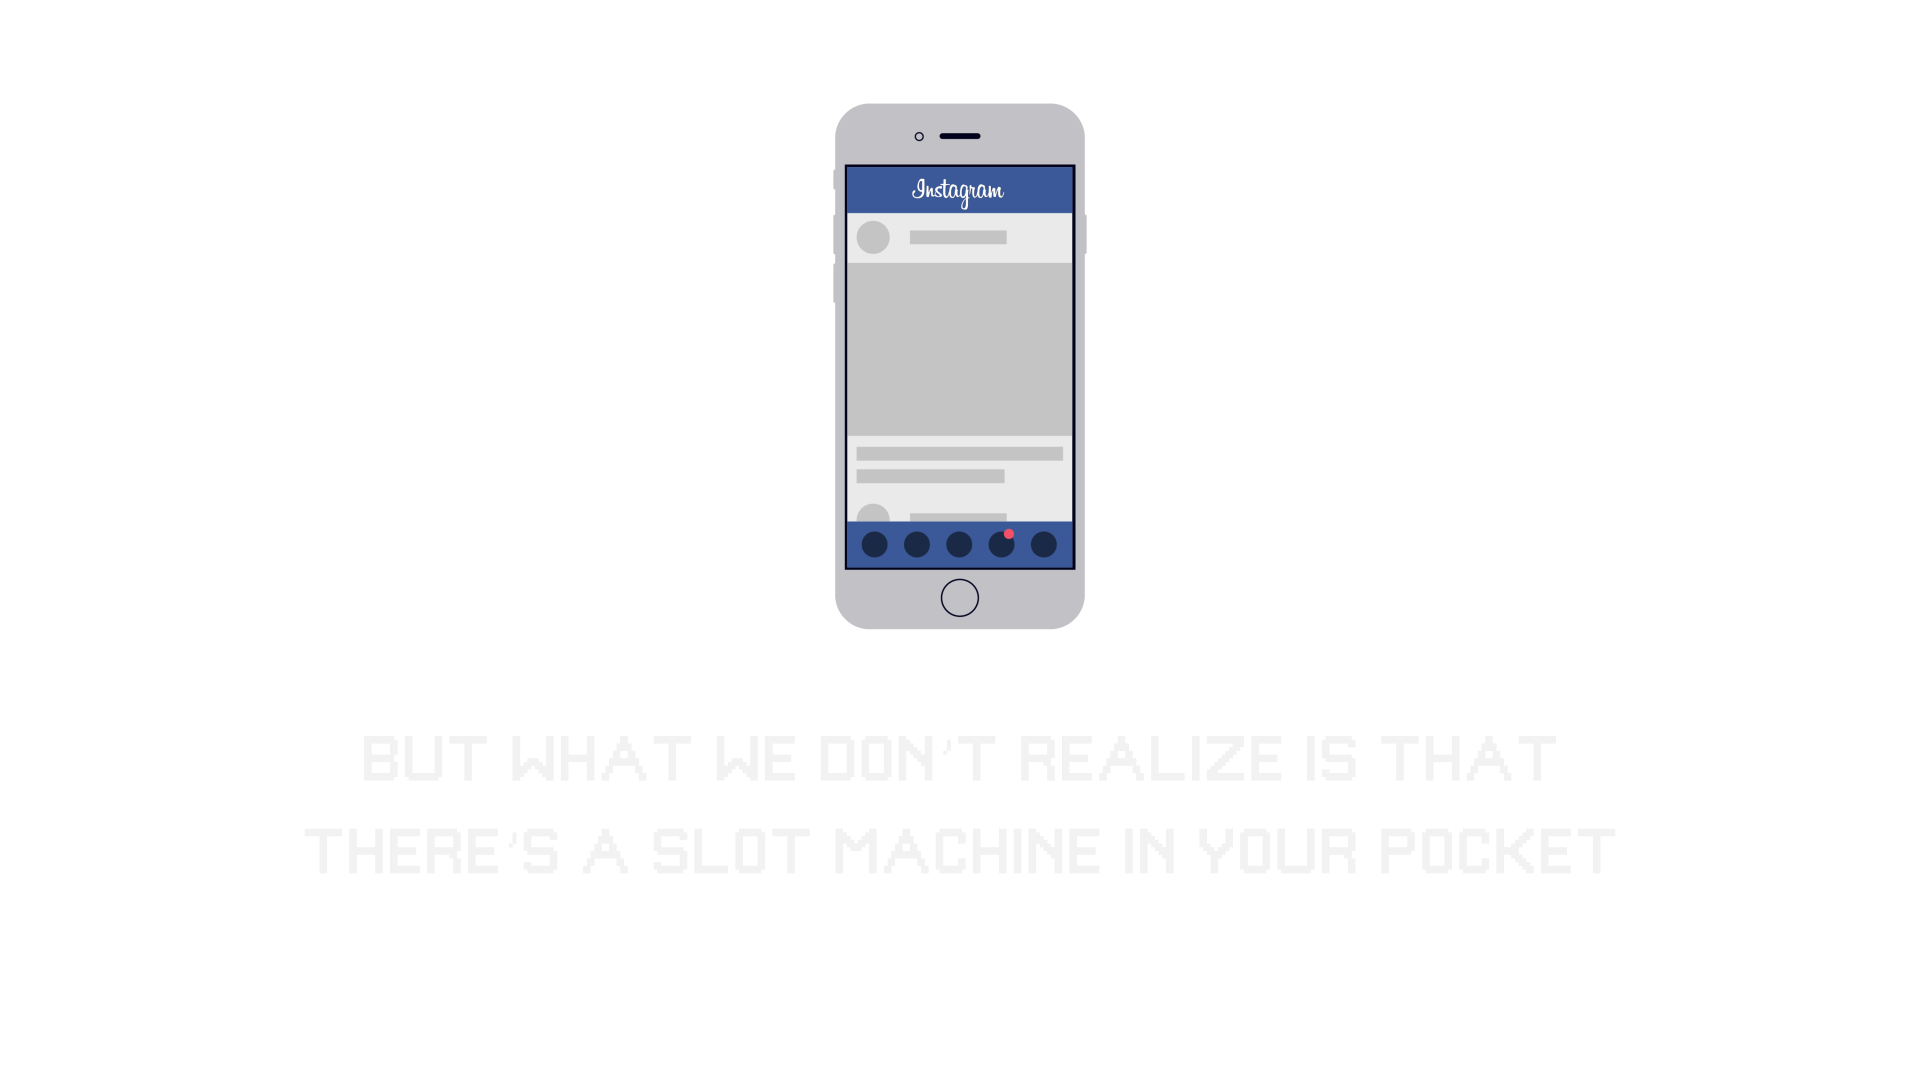 Instagram
BUT WHAT WE DON'T REALIZE IS THAT
THERE'S A SLOT MACHINE IN YOUR POCKET